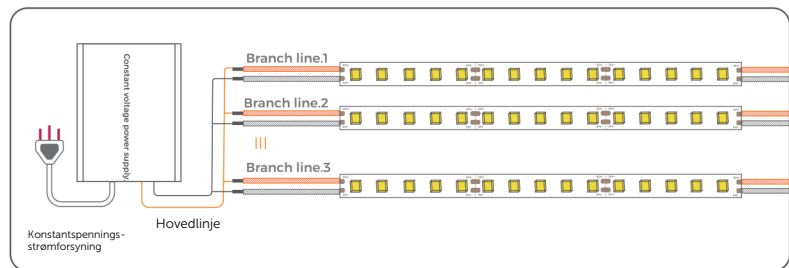 Constant voltage power supply
Branch line.1
Branch line.2
Branch line.3
Hovedlinje
Konstantspennings-
strømforsyning